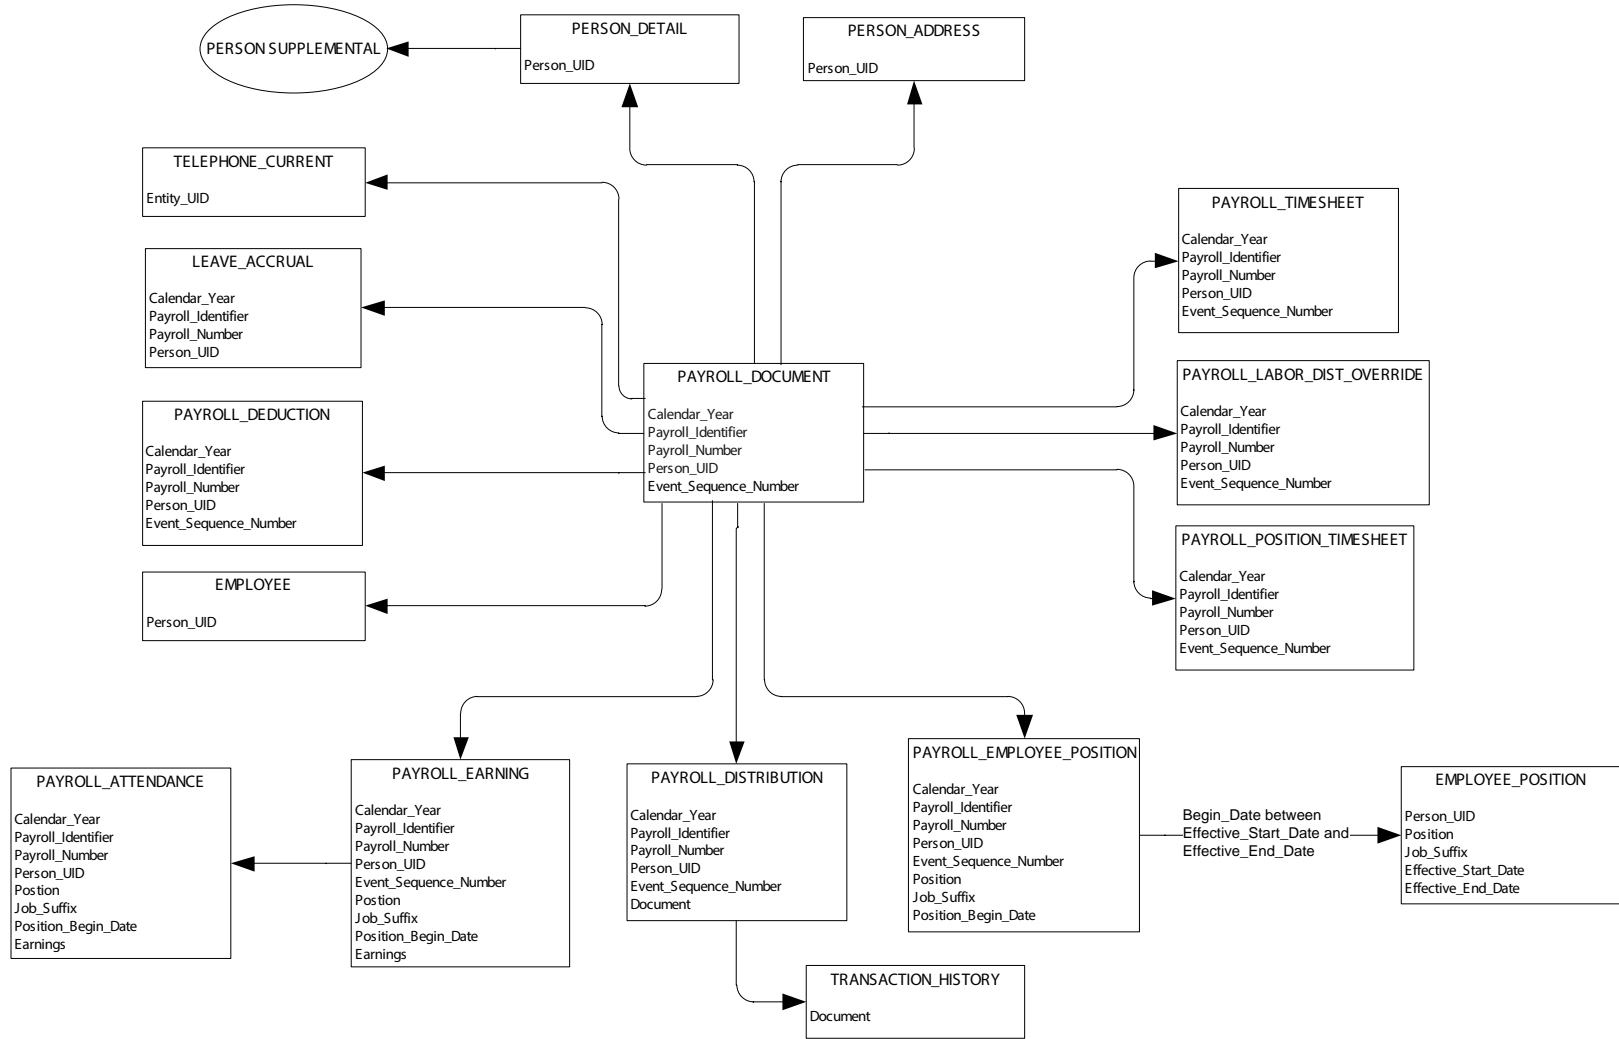 PERSON SUPPLEMENTAL
PERSON_DETAIL
Person_UID
PERSON_ADDRESS
Person_UID
TELEPHONE_CURRENT
Entity_UID
LEAVE_ACCRUAL
Calendar_Year
Payroll_Identifier
Payroll_Number
Person_UID
PAYROLL_DEDUCTION
Calendar_Year
Payroll_Identifier
Payroll_Number
Person_UID
Event_Sequence_Number
EMPLOYEE
Person_UID
PAYROLL_DOCUMENT
Calendar_Year
Payroll_Identifier
Payroll_Number
Person_UID
Event_Sequence_Number
PAYROLL_TIMESHEET
Calendar_Year
Payroll_Identifier
Payroll_Number
Person_UID
Event_Sequence_Number
PAYROLL_LABOR_DIST_OVERRIDE
Calendar_Year
Payroll_Identifier
Payroll_Number
Person_UID
Event_Sequence_Number
PAYROLL_POSITION_TIMESHEET
Calendar_Year
Payroll_Identifier
Payroll_Number
Person_UID
Event_Sequence_Number
PAYROLL_ATTENDANCE
Calendar_Year
Payroll_Identifier
Payroll_Number
Person_UID
Postion
Job_Suffix
Position_Begin_Date
Earnings
PAYROLL_EARNING
Calendar_Year
Payroll_Identifier
Payroll_Number
Person_UID
Event_Sequence_Number
Postion
Job_Suffix
Position_Begin_Date
Earnings
PAYROLL_DISTRIBUTION
Calendar_Year
Payroll_Identifier
Payroll_Number
Person_UID
Event_Sequence_Number
Document
PAYROLL_EMPLOYEE_POSITION
Calendar_Year
Payroll_Identifier
Payroll_Number
Person_UID
Event_Sequence_Number
Position
Job_Suffix
Position_Begin_Date
Begin_Date between
Effective_Start_Date and
Effective_End_Date
EMPLOYEE_POSITION
Person_UID
Position
Job_Suffix
Effective_Start_Date
Effective_End_Date
TRANSACTION_HISTORY
Document